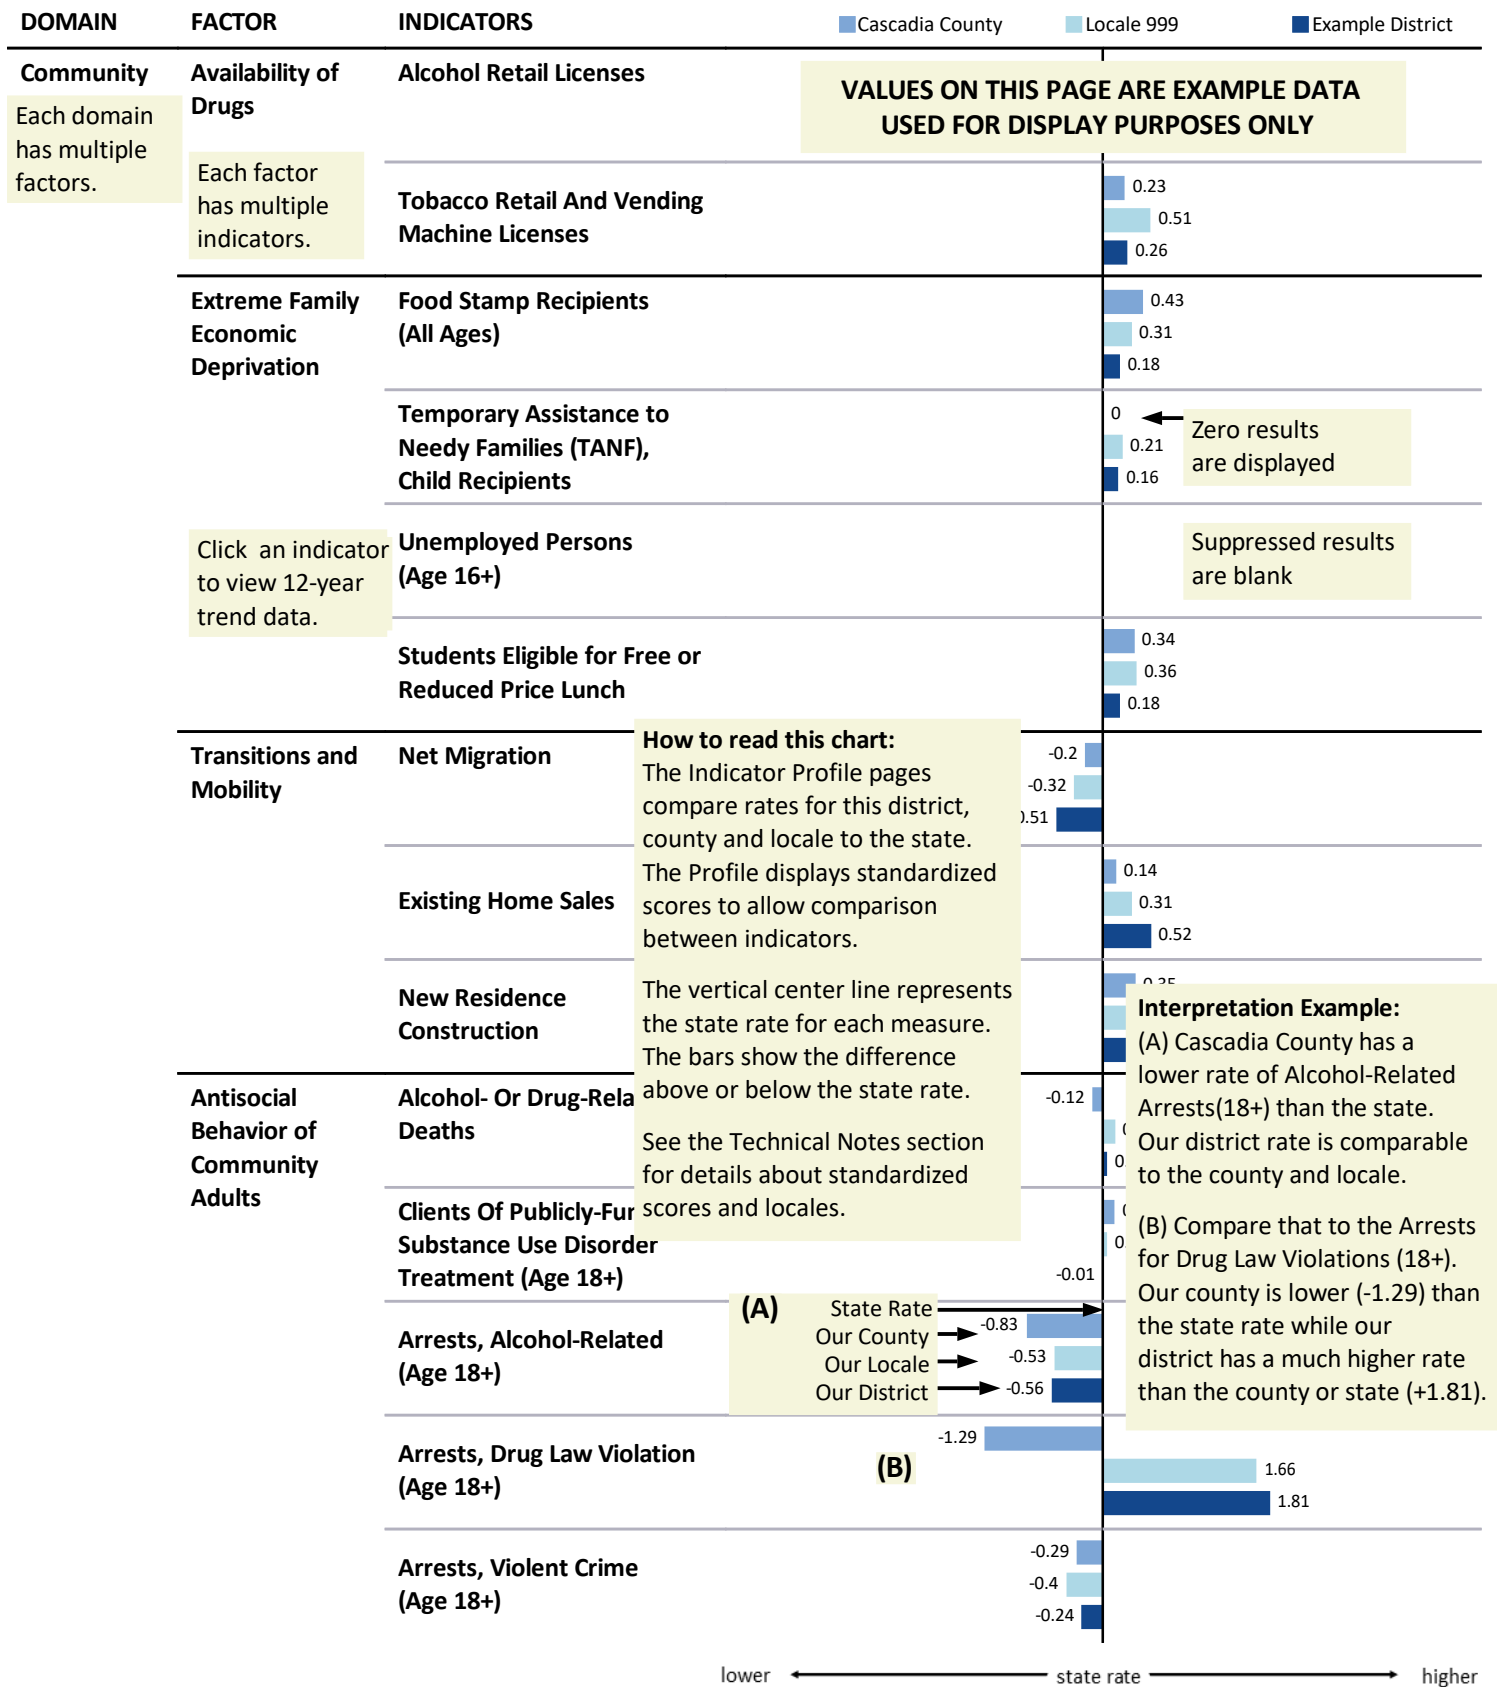 DOMAIN FACTOR INDICATORS Cascadia County Locale 999 Example District
Community
Each domain
has multiple
factors.
Availability of
Drugs
Each factor
has multiple
indicators.
Alcohol Retail Licenses
VALUES ON THIS PAGE ARE EXAMPLE DATA
USED FOR DISPLAY PURPOSES ONLY
Tobacco Retail And Vending
Machine Licenses
0.23
0.51
0.26
Extreme Family
Economic
Deprivation
Food Stamp Recipients
(All Ages)
0.43
0.31
0.18
Temporary Assistance to
Needy Families (TANF),
Child Recipients
0
0.21
0.16
Zero results
are displayed
Click an indicator
to view 12-year
trend data.
Unemployed Persons
(Age 16+)
Suppressed results
are blank
Students Eligible for Free or
Reduced Price Lunch
0.34
0.36
0.18
Transitions and
Mobility
Net Migration
-0.2
-0.32
.51
How to read this chart:
The Indicator Profile pages
compare rates for this district,
county and locale to the state.
The Profile displays standardized
scores to allow comparison
between indicators.
The vertical center line represents
the state rate for each measure.
The bars show the difference
above or below the state rate.
See the Technical Notes section
for details about standardized
scores and locales.
Existing Home Sales
0.14
0.31
0.52
New Residence
Construction
Interpretation Example:
(A) Cascadia County has a
lower rate of Alcohol-Related
Arrests(18+) than the state.
Our district rate is comparable
to the county and locale.
(B) Compare that to the Arrests
for Drug Law Violations (18+).
Our county is lower (-1.29) than
the state rate while our
district has a much higher rate
than the county or state (+1.81).
Antisocial
Behavior of
Community
Adults
Alcohol- Or Drug-Rela
Deaths
-0.12
0.
Clients Of Publicly-Fun
Substance Use Disorder
Treatment (Age 18+)
0.
-0.01
Arrests, Alcohol-Related
(Age 18+)
(A) State Rate
Our County -0.83
Our Locale -0.53
Our District -0.56
Arrests, Drug Law Violation
(Age 18+)
(B)
-1.29
1.66
1.81
Arrests, Violent Crime
(Age 18+)
-0.29
-0.4
-0.24
lower state rate higher